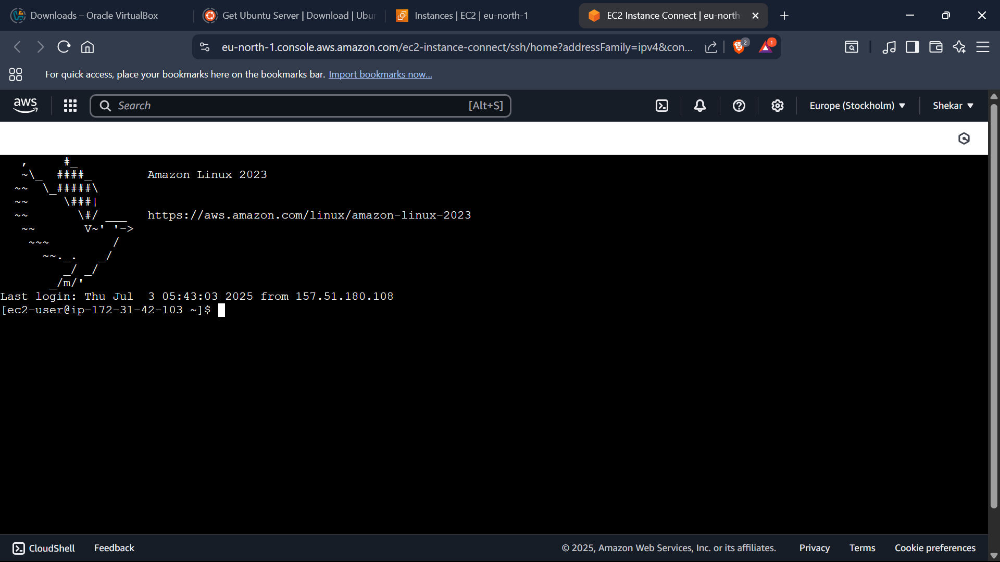 Downloads – Oracle VirtualBox
Get Ubuntu Server | Download | Ubun
Instances | EC2 | eu-north-1
EC2 Instance Connect | eu-north-
eu-north-1.console.aws.amazon.com/ec2-instance-connect/ssh/home?addressFamily=ipv4&con...
2
1
For quick access, place your bookmarks here on the bookmarks bar. Import bookmarks now...
aws
Search
[Alt+S]
Europe (Stockholm)
Shekar
   ,     #_
   ~\_  ####_        Amazon Linux 2023
  ~~  \_#####\
  ~~     \###|
  ~~       \#/ ___   https://aws.amazon.com/linux/amazon-linux-2023
   ~~       V~' '->
    ~~~         /
      ~~._.   _/
         _/ _/
       _/m/'
Last login: Thu Jul  3 05:43:03 2025 from 157.51.180.108
[ec2-user@ip-172-31-42-103 ~]$
CloudShell
Feedback
© 2025, Amazon Web Services, Inc. or its affiliates.
Privacy
Terms
Cookie preferences